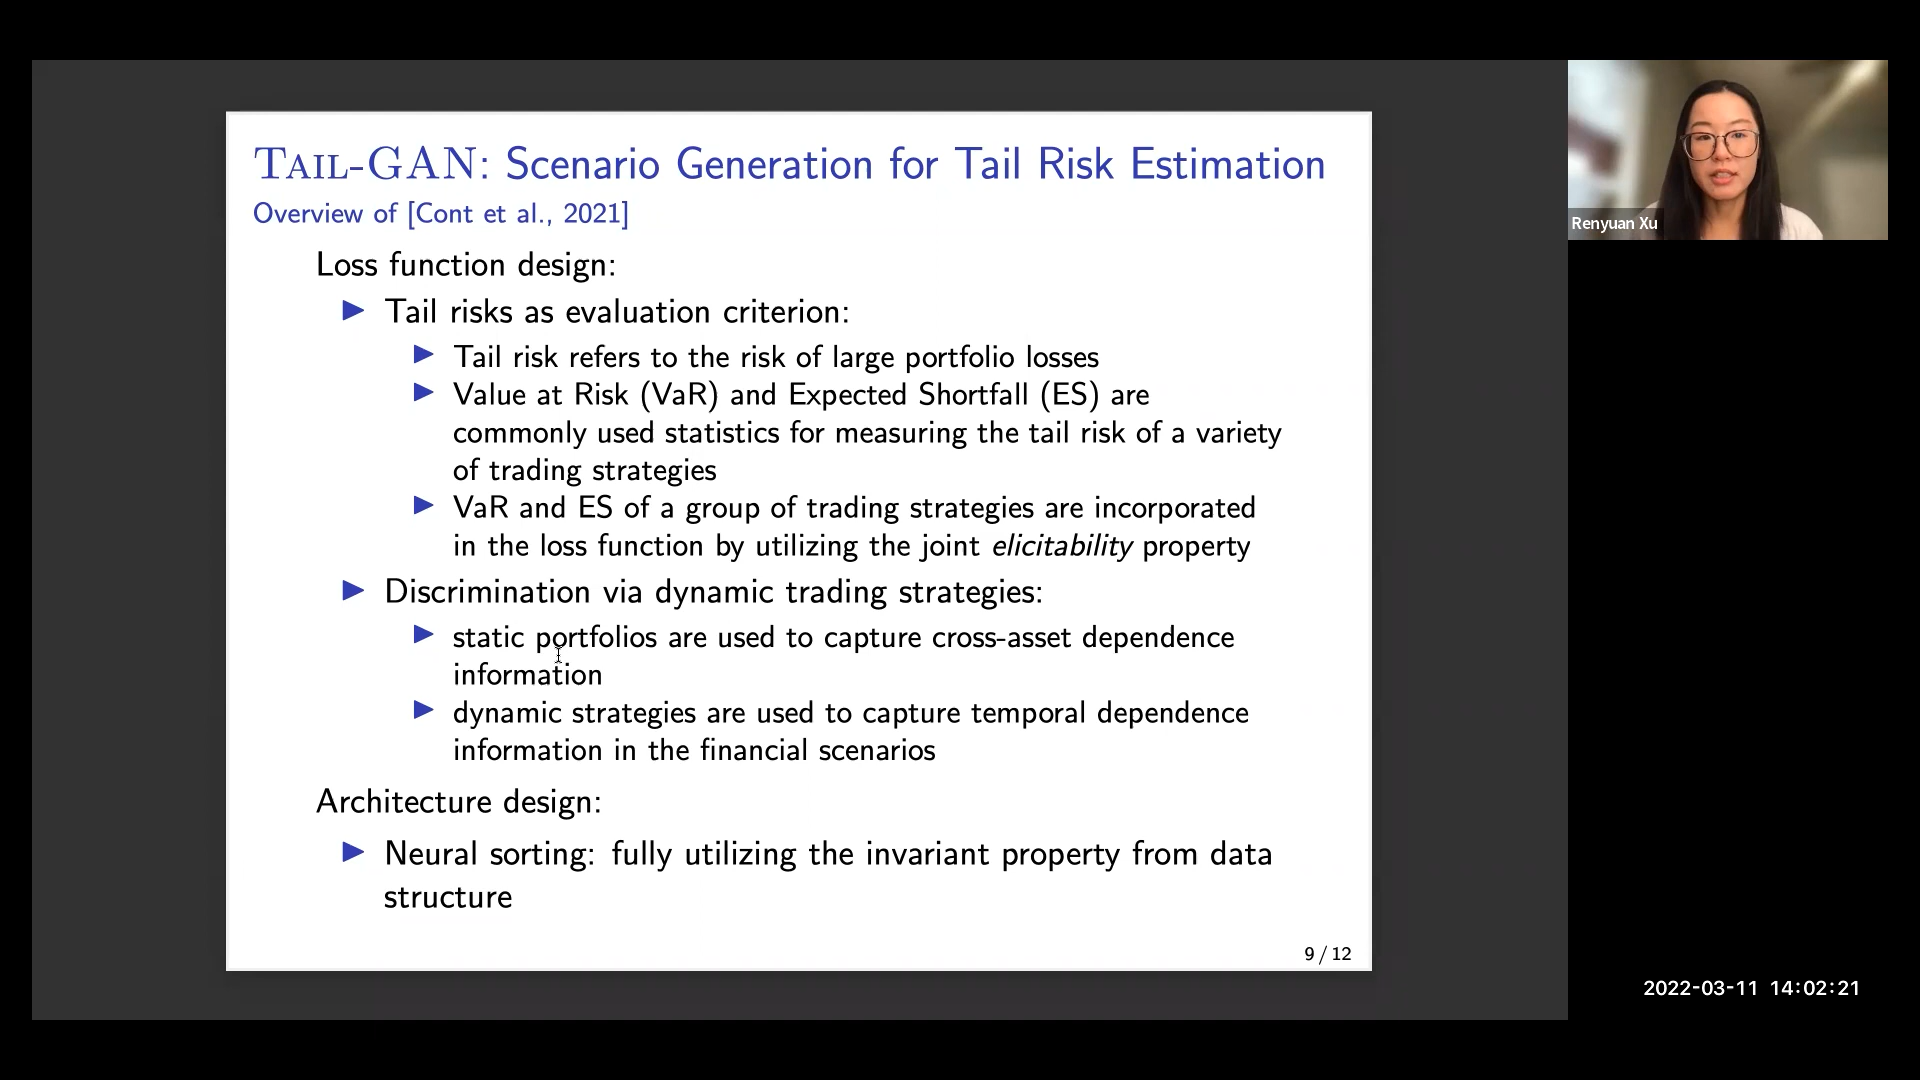 TAIL-GAN: Scenario Generation for Tail Risk Estimation
Overview of [Cont et al., 2021]
Loss function design:
▶ Tail risks as evaluation criterion:
▶ Tail risk refers to the risk of large portfolio losses
▶ Value at Risk (VaR) and Expected Shortfall (ES) are
commonly used statistics for measuring the tail risk of a variety
of trading strategies
▶ VaR and ES of a group of trading strategies are incorporated
in the loss function by utilizing the joint elicitability property
▶ Discrimination via dynamic trading strategies:
▶ static portfolios are used to capture cross-asset dependence
information
▶ dynamic strategies are used to capture temporal dependence
information in the financial scenarios
Architecture design:
▶ Neural sorting: fully utilizing the invariant property from data
structure
9 / 12
Renyuan Xu
2022-03-11 14:02:21